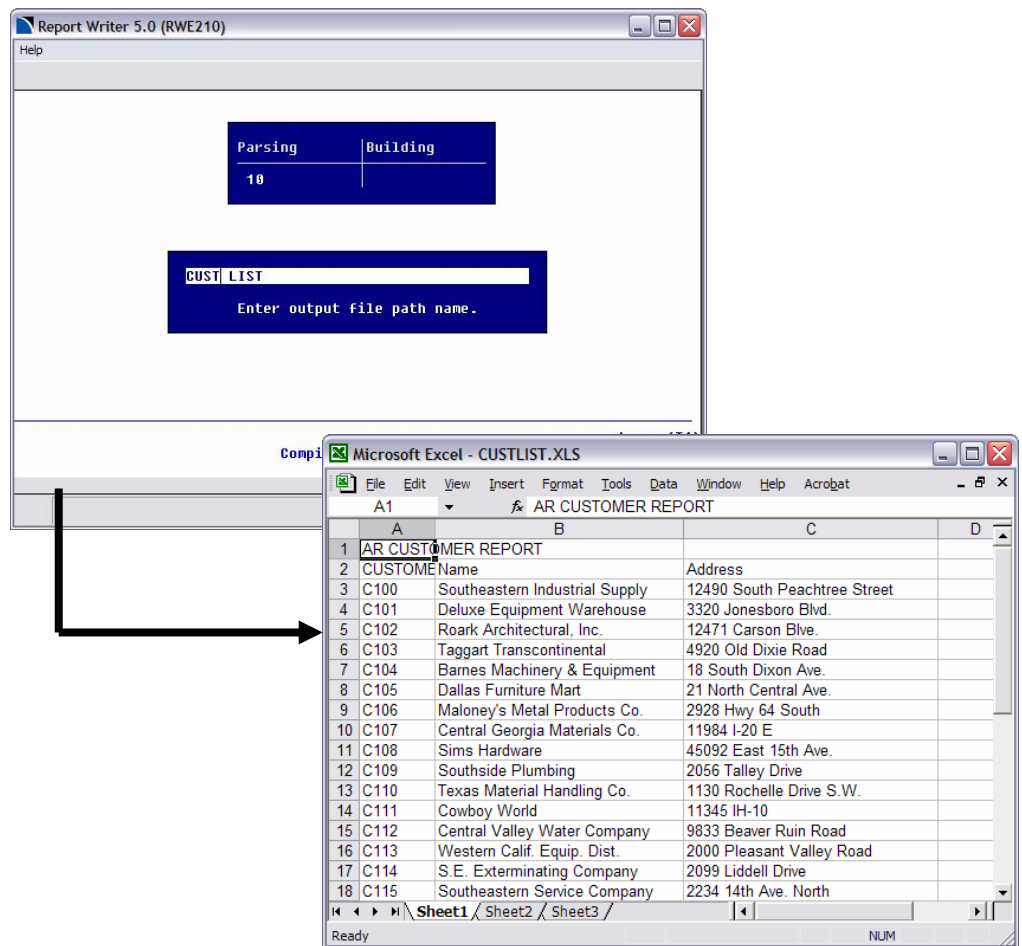 Report Writer 5.0 (RWE210)
Help
Parsing Building
10
CUST LIST
Enter output file path name.
Microsoft Excel - CUSTLIST.XLS
File Edit View Insert Format Tools Data Window Help Acrobat
A1 fx AR CUSTOMER REPORT
A B C D
1 AR CUSTOMER REPORT
2 CUSTOME Name Address
3 C100 Southeastern Industrial Supply 12490 South Peachtree Street
4 C101 Deluxe Equipment Warehouse 3320 Jonesboro Blvd.
5 C102 Roark Architectural, Inc. 12471 Carson Blve.
6 C103 Taggart Transcontinental 4920 Old Dixie Road
7 C104 Barnes Machinery & Equipment 18 South Dixon Ave.
8 C105 Dallas Furniture Mart 21 North Central Ave.
9 C106 Maloney's Metal Products Co. 2928 Hwy 64 South
10 C107 Central Georgia Materials Co. 11984 I-20 E
11 C108 Sims Hardware 45092 East 15th Ave.
12 C109 Southside Plumbing 2056 Talley Drive
13 C110 Texas Material Handling Co. 1130 Rochelle Drive S.W.
14 C111 Cowboy World 11345 IH-10
15 C112 Central Valley Water Company 9833 Beaver Ruin Road
16 C113 Western Calif. Equip. Dist. 2000 Pleasant Valley Road
17 C114 S.E. Exterminating Company 2099 Liddell Drive
18 C115 Southeastern Service Company 2234 14th Ave. North
Sheet1 Sheet2 Sheet3
Ready NUM